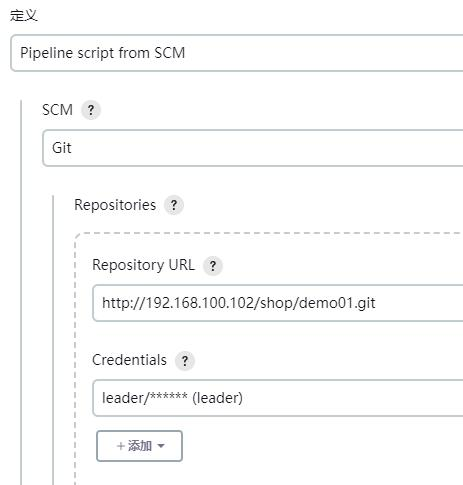 定义
Pipeline script from SCM
SCM ?
Git
Repositories ?
Repository URL ?
http://192.168.100.102/shop/demo01.git
Credentials ?
leader/****** (leader)
+添加